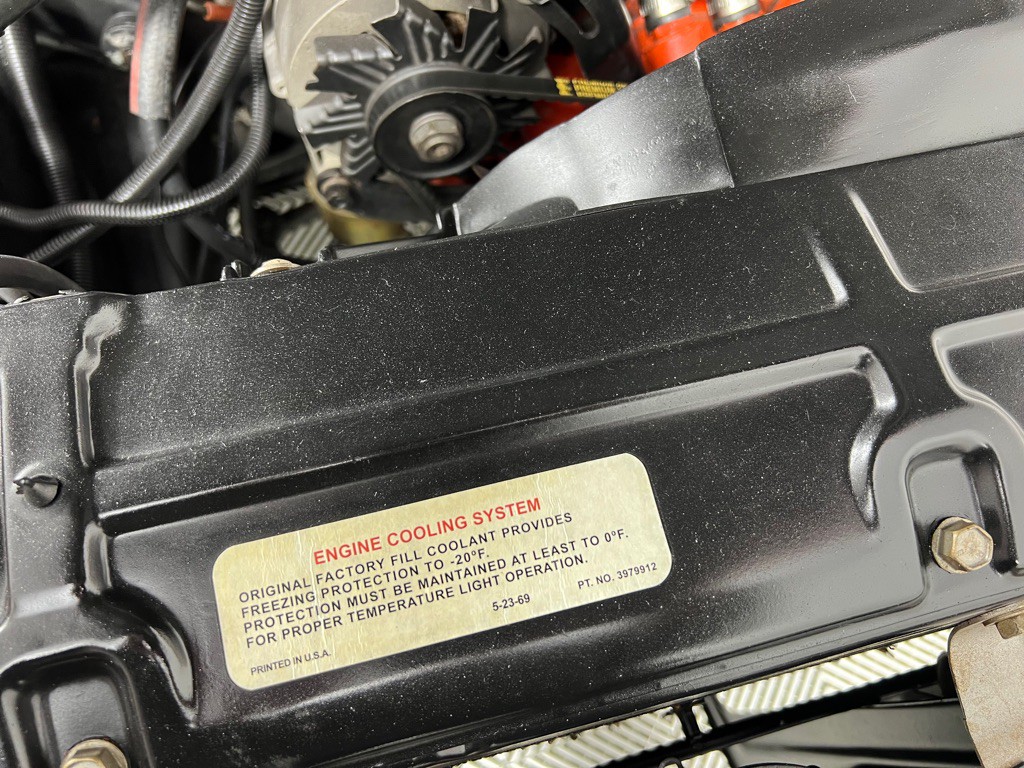 ENGINE COOLING SYSTEM
ORIGINAL FACTORY FILL COOLANT PROVIDES
FREEZING PROTECTION TO -20°F.
PROTECTION MUST BE MAINTAINED AT LEAST TO 0°F.
FOR PROPER TEMPERATURE LIGHT OPERATION.
5-23-69 PT. NO. 3979912
PRINTED IN U.S.A.